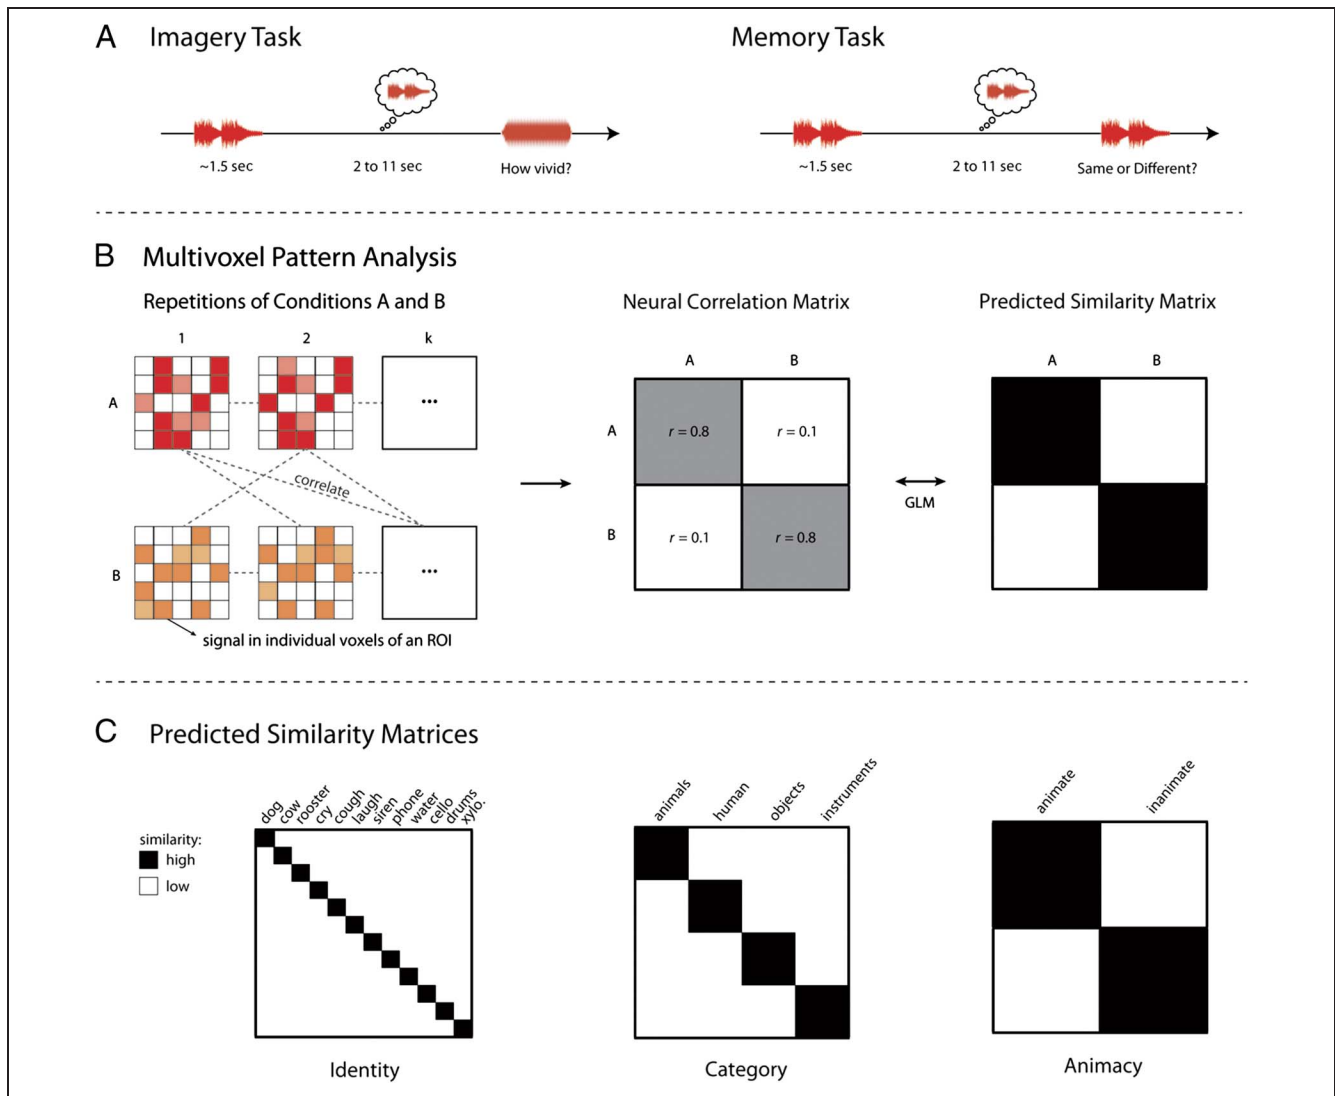 A Imagery Task
Memory Task
~1.5 sec
2 to 11 sec
How vivid?
~1.5 sec
2 to 11 sec
Same or Different?
B Multivoxel Pattern Analysis
Repetitions of Conditions A and B
Neural Correlation Matrix
Predicted Similarity Matrix
1
2
k
A
...
correlate
B
...
signal in individual voxels of an ROI
A
B
A
r = 0.8
r = 0.1
B
r = 0.1
r = 0.8
GLM
A
B
C Predicted Similarity Matrices
similarity:
high
low
dog
cow
rooster
cry
cough
laugh
siren
phone
water
cello
drums
xylo.
Identity
animals
human
objects
instruments
Category
animate
inanimate
Animacy